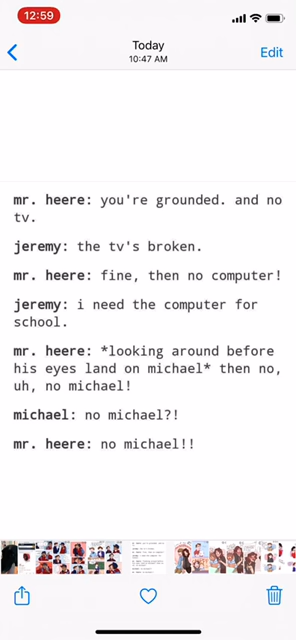 12:59
Today
10:47 AM
Edit
mr. heere: you're grounded. and no
tv.
jeremy: the tv's broken.
mr. heere: fine, then no computer!
jeremy: i need the computer for
school.
mr. heere: *looking around before
his eyes land on michael* then no,
uh, no michael!
michael: no michael?!
mr. heere: no michael!!